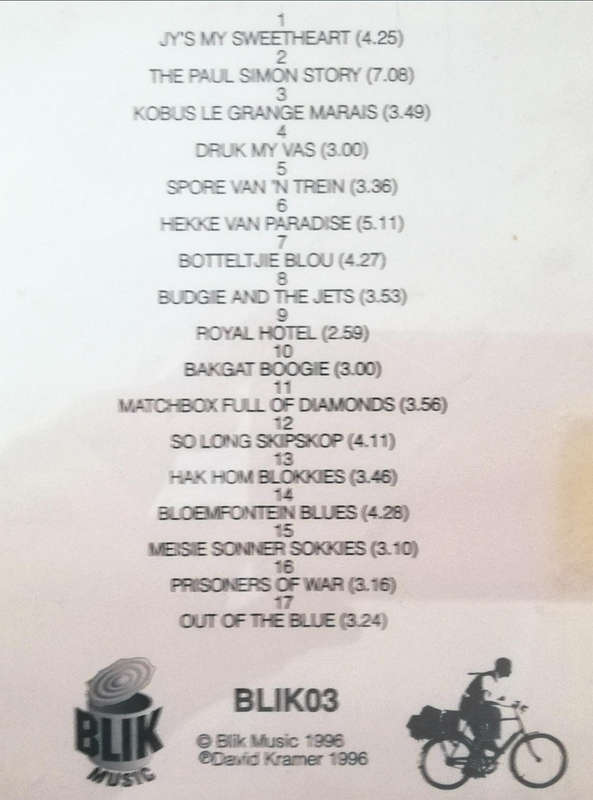 1
JY'S MY SWEETHEART (4.25)
2
THE PAUL SIMON STORY (7.08)
3
KOBUS LE GRANGE MARAIS (3.49)
4
DRUK MY VAS (3.00)
5
SPORE VAN 'N TREIN (3.36)
6
HEKKE VAN PARADISE (5.11)
7
BOTTELTJIE BLOU (4.27)
8
BUDGIE AND THE JETS (3.53)
9
ROYAL HOTEL (2.59)
10
BAKGAT BOOGIE (3.00)
11
MATCHBOX FULL OF DIAMONDS (3.56)
12
SO LONG SKIPSKOP (4.11)
13
HAK HOM BLOKKIES (3.46)
14
BLOEMFONTEIN BLUES (4.28)
15
MEISIE SONNER SOKKIES (3.10)
16
PRISONERS OF WAR (3.16)
17
OUT OF THE BLUE (3.24)
BLIK
MUSIC
BLIK03
© Blik Music 1996
℗David Kramer 1996